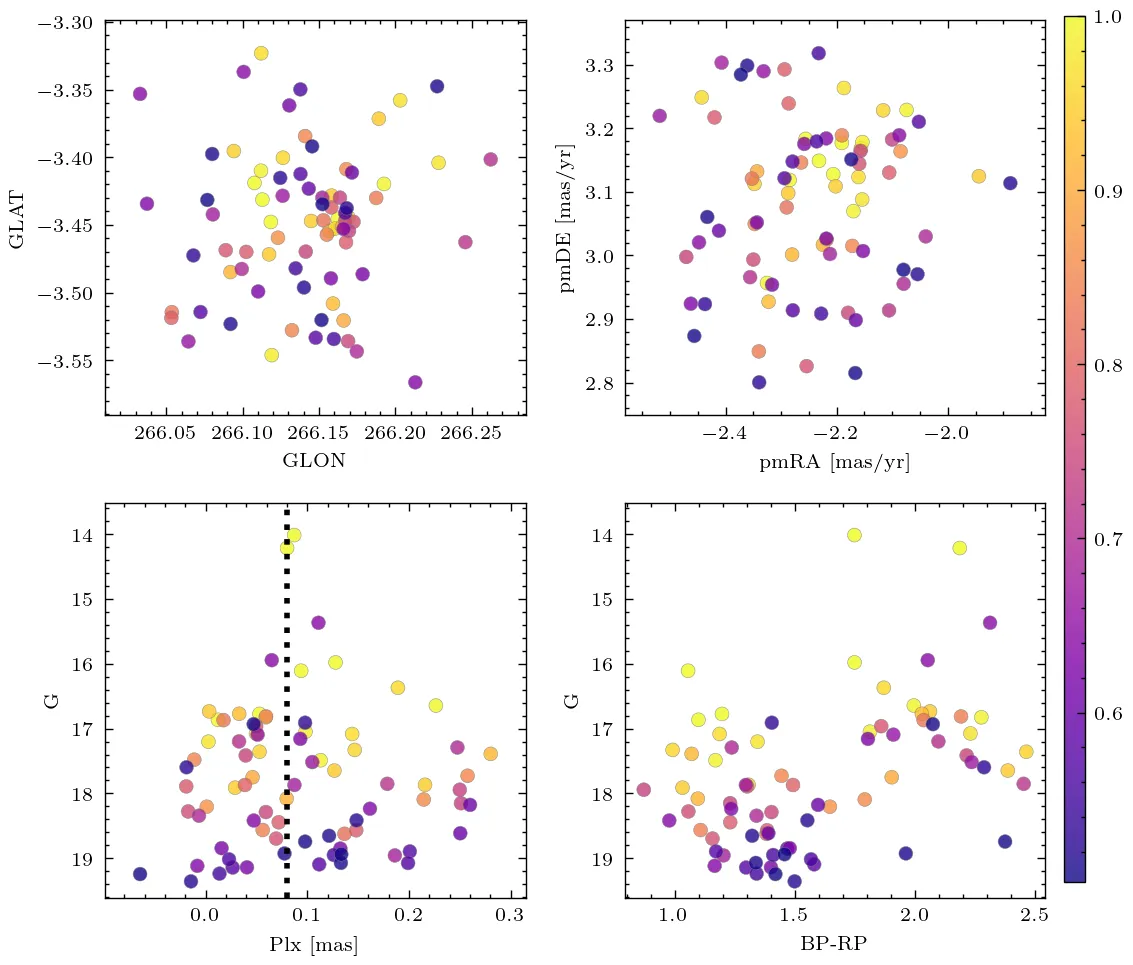 −3.30
−3.35
−3.40
−3.45
−3.50
−3.55
GLAT
266.05 266.10 266.15 266.20 266.25
GLON
3.3
3.2
3.1
3.0
2.9
2.8
pmDE [mas/yr]
−2.4 −2.2 −2.0
pmRA [mas/yr]
14
15
16
17
18
19
G
0.0 0.1 0.2 0.3
Plx [mas]
14
15
16
17
18
19
G
1.0 1.5 2.0 2.5
BP-RP
1.0
0.9
0.8
0.7
0.6